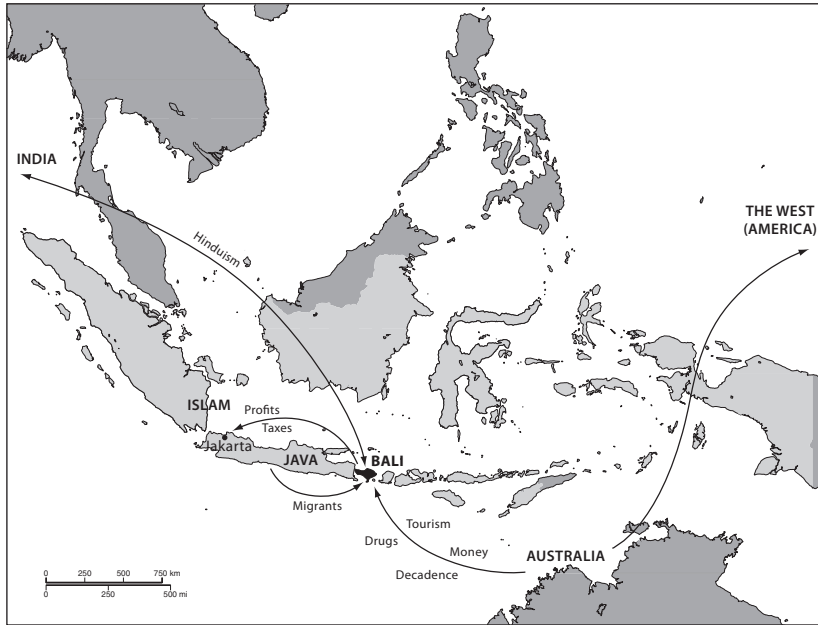 INDIA
THE WEST
(AMERICA)
Hinduism
ISLAM
Profits
Taxes
Jakarta
JAVA
BALI
Migrants
Tourism
Drugs
Money
AUSTRALIA
Decadence
0 250 500 750 km
0 250 500 mi